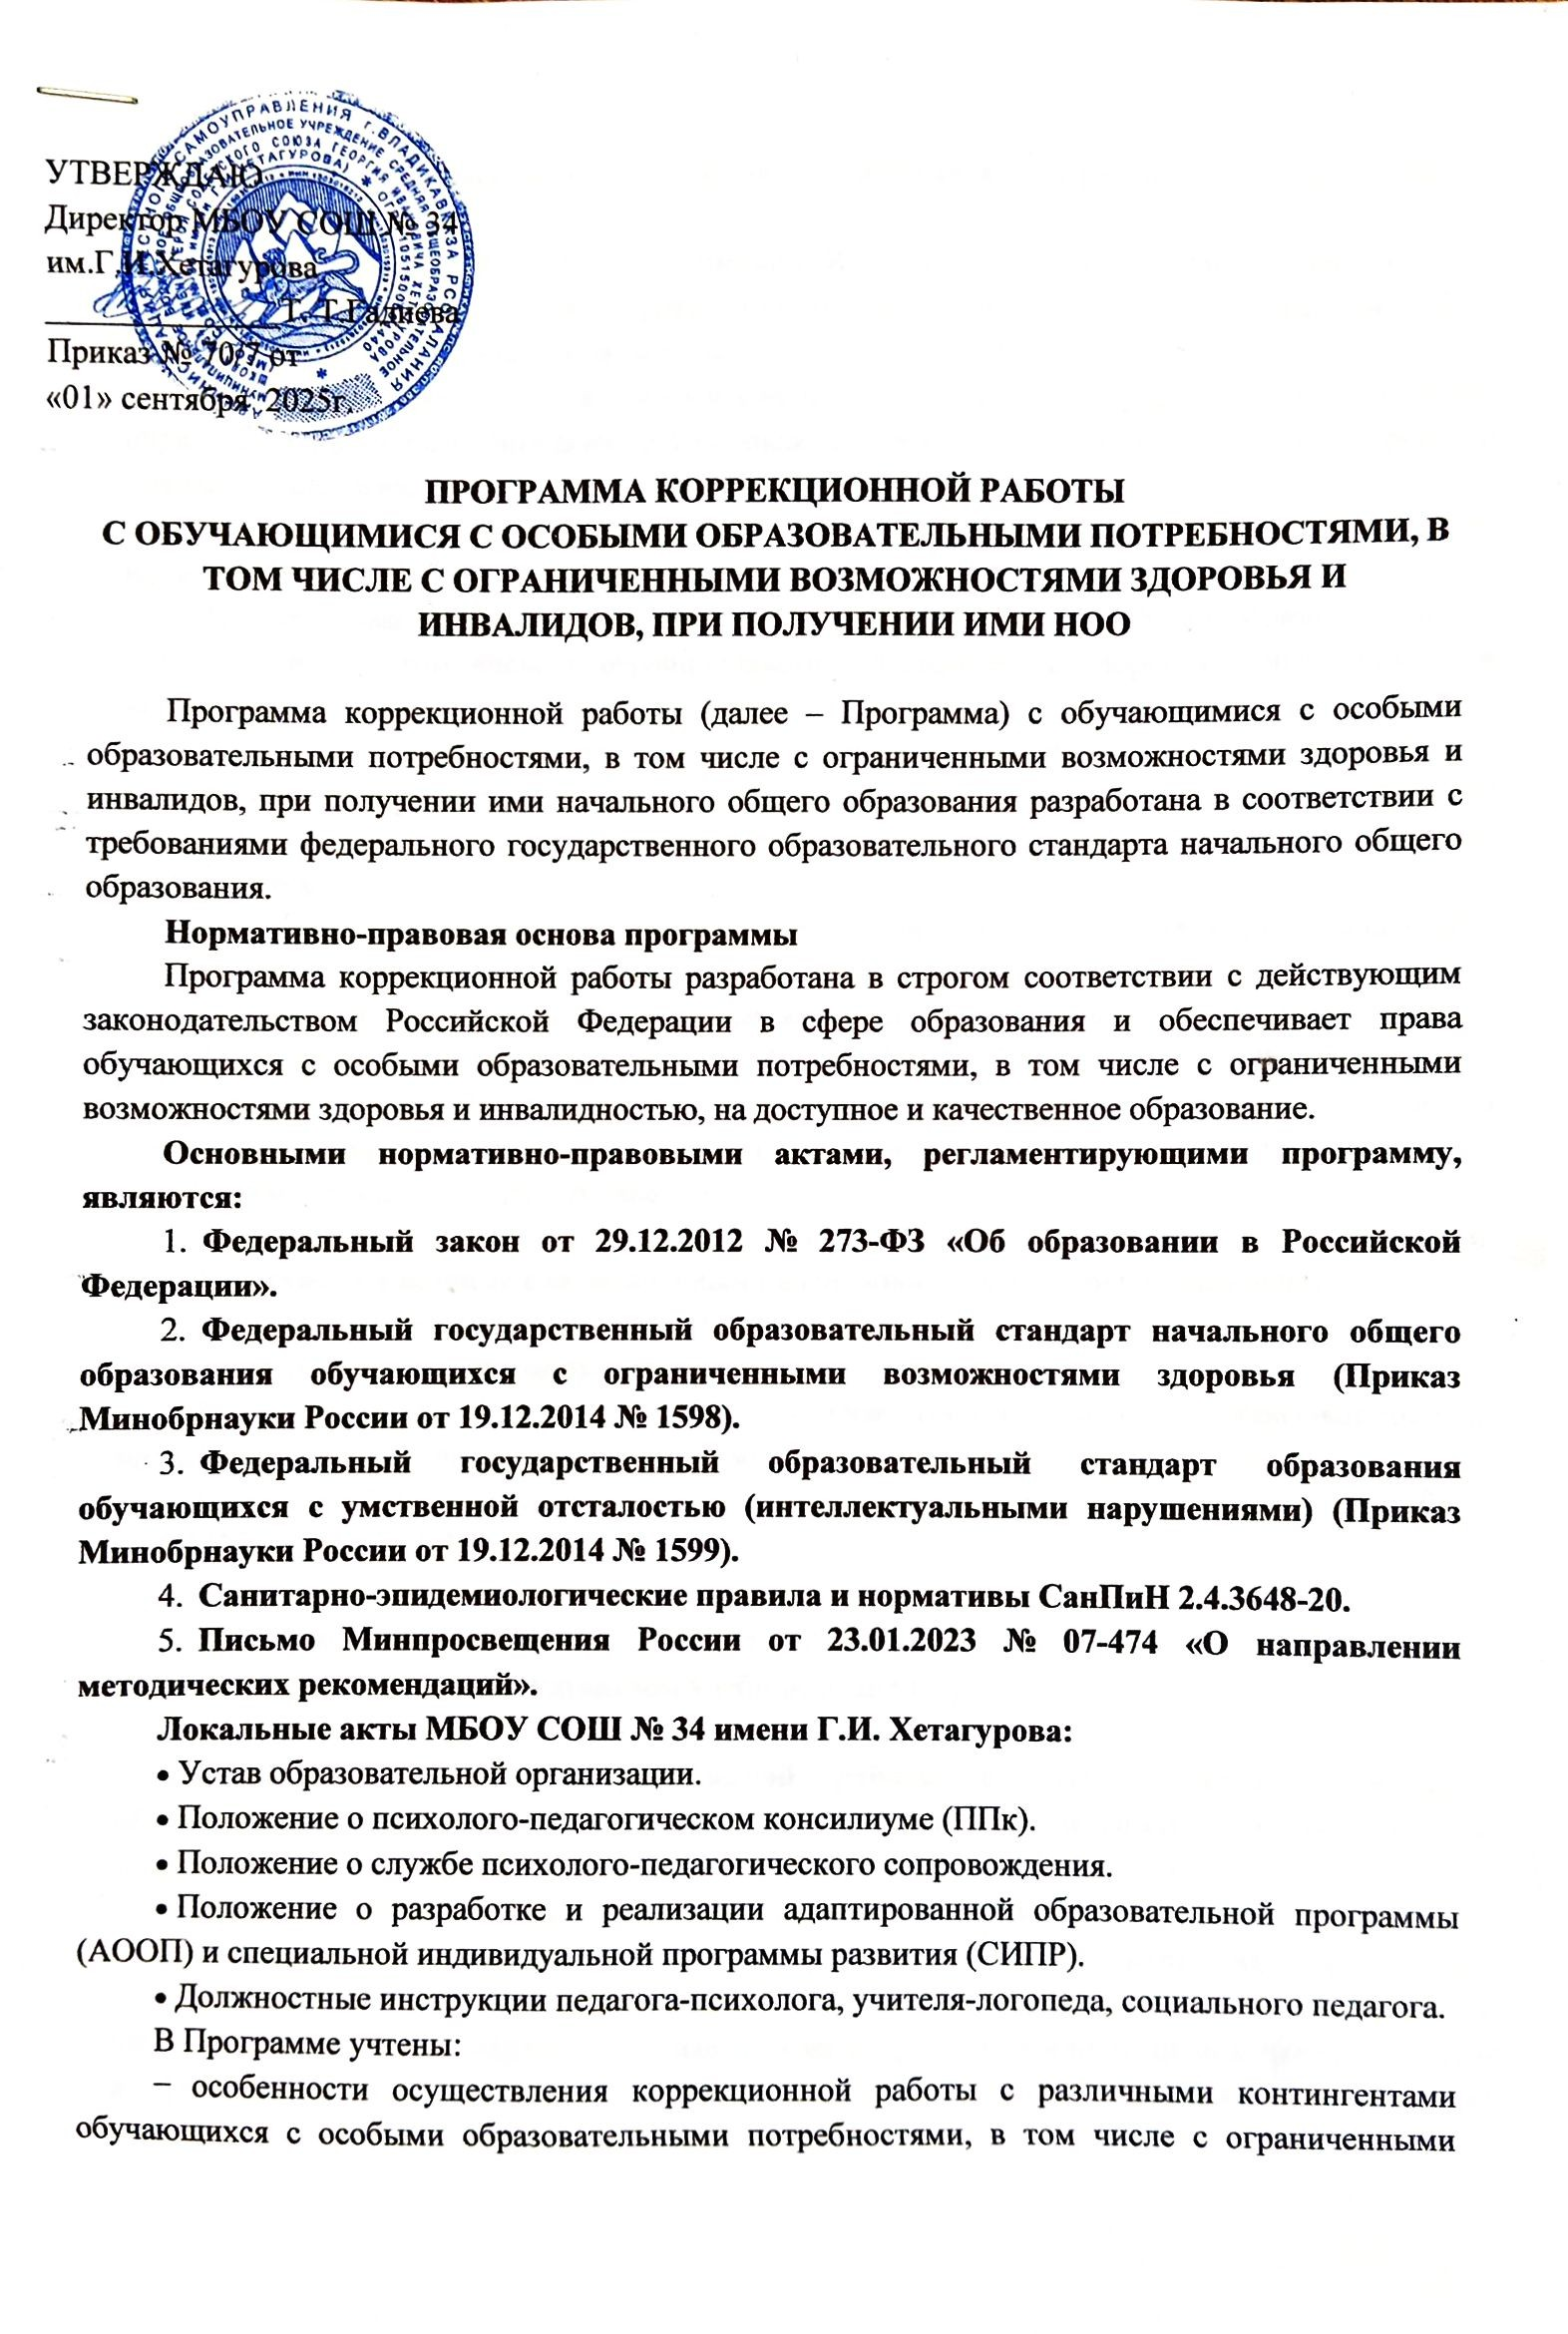 УТВЕРЖДАЮ
Директор МБОУ СОШ № 34
им.Г.И.Хетагурова
Т. Т.Гадиева
Приказ № 70/7 от
«01» сентября 2025г.
ПРОГРАММА КОРРЕКЦИОННОЙ РАБОТЫ
С ОБУЧАЮЩИМИСЯ С ОСОБЫМИ ОБРАЗОВАТЕЛЬНЫМИ ПОТРЕБНОСТЯМИ, В
ТОМ ЧИСЛЕ С ОГРАНИЧЕННЫМИ ВОЗМОЖНОСТЯМИ ЗДОРОВЬЯ И
ИНВАЛИДОВ, ПРИ ПОЛУЧЕНИИ ИМИ НОО
Программа коррекционной работы (далее – Программа) с обучающимися с особыми
образовательными потребностями, в том числе с ограниченными возможностями здоровья и
инвалидов, при получении ими начального общего образования разработана в соответствии с
требованиями федерального государственного образовательного стандарта начального общего
образования.
Нормативно-правовая основа программы
Программа коррекционной работы разработана в строгом соответствии с действующим
законодательством Российской Федерации в сфере образования и обеспечивает права
обучающихся с особыми образовательными потребностями, в том числе с ограниченными
возможностями здоровья и инвалидностью, на доступное и качественное образование.
Основными нормативно-правовыми актами, регламентирующими программу,
являются:
1. Федеральный закон от 29.12.2012 № 273-ФЗ «Об образовании в Российской
Федерации».
2. Федеральный государственный образовательный стандарт начального общего
образования обучающихся с ограниченными возможностями здоровья (Приказ
Минобрнауки России от 19.12.2014 № 1598).
3. Федеральный государственный образовательный стандарт образования
обучающихся с умственной отсталостью (интеллектуальными нарушениями) (Приказ
Минобрнауки России от 19.12.2014 № 1599).
4. Санитарно-эпидемиологические правила и нормативы СанПиН 2.4.3648-20.
5. Письмо Минпросвещения России от 23.01.2023 № 07-474 «О направлении
методических рекомендаций».
Локальные акты МБОУ СОШ № 34 имени Г.И. Хетагурова:
• Устав образовательной организации.
• Положение о психолого-педагогическом консилиуме (ППк).
• Положение о службе психолого-педагогического сопровождения.
• Положение о разработке и реализации адаптированной образовательной программы
(АООП) и специальной индивидуальной программы развития (СИПР).
• Должностные инструкции педагога-психолога, учителя-логопеда, социального педагога.
В Программе учтены:
– особенности осуществления коррекционной работы с различными контингентами
обучающихся с особыми образовательными потребностями, в том числе с ограниченными